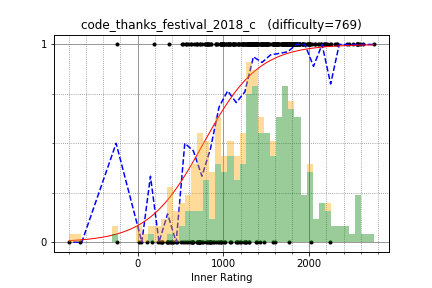 code_thanks_festival_2018_c (difficulty=769)
1
0
0 1000 2000
Inner Rating